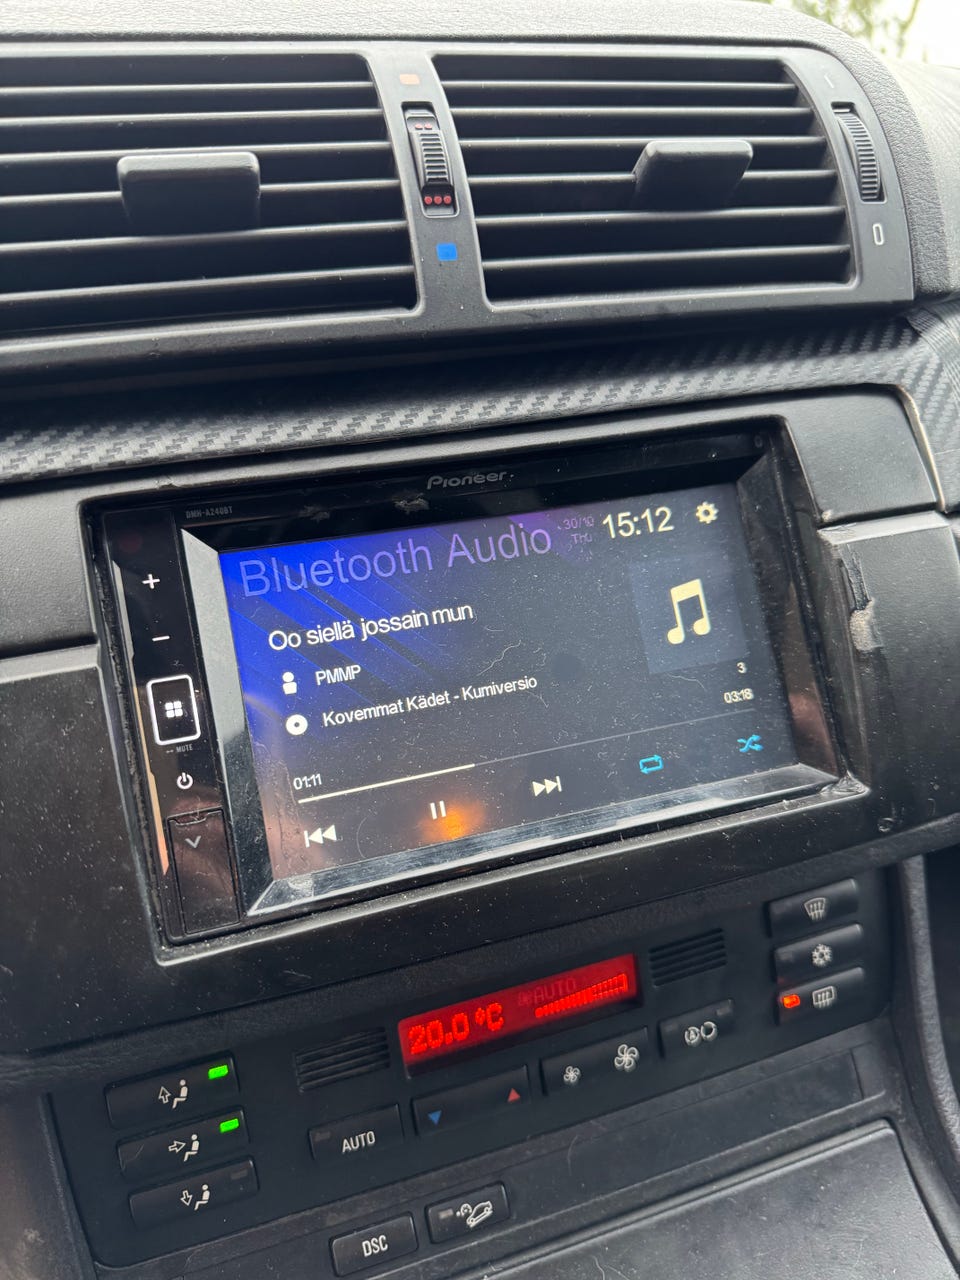 0
Pioneer
DMH-A240BT
Bluetooth Audio
30/10
THU
15:12
Oo siellä jossain mun
PMMP
Kovemmat Kädet - Kumiversio
3
03:18
01:11
MUTE
20.0 °C
AUTO
AUTO
DSC